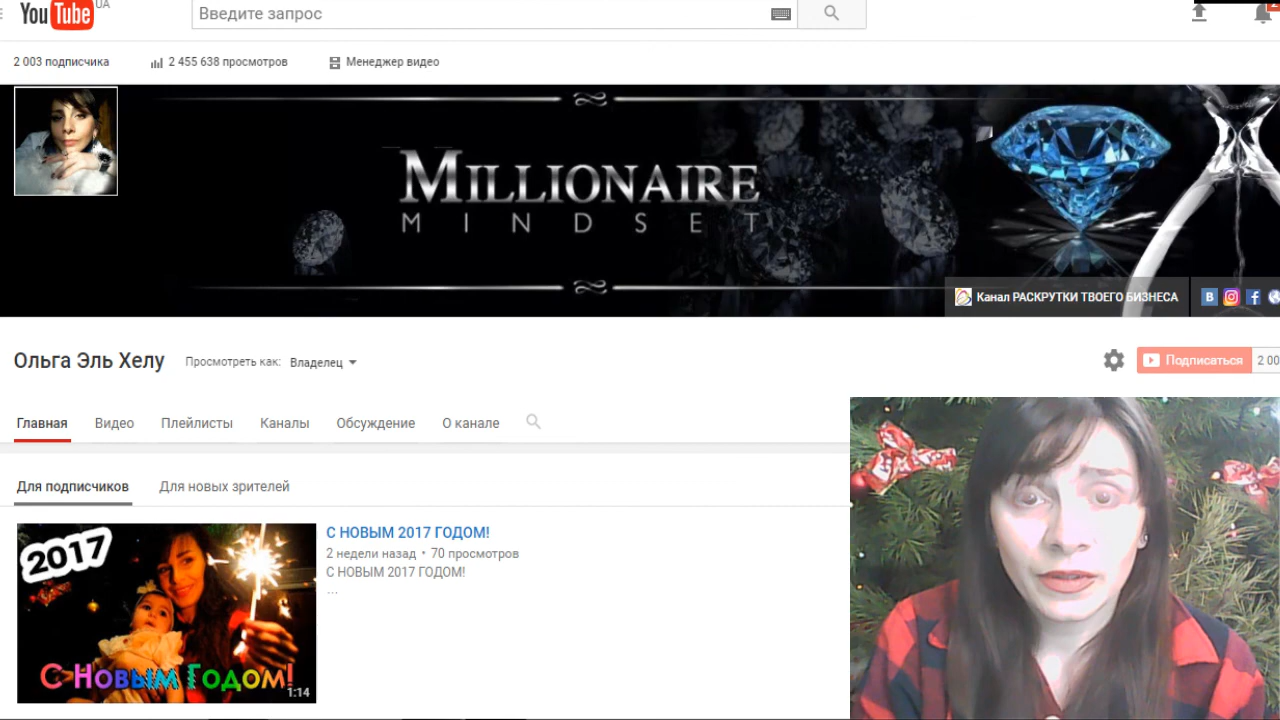 YouTube UA
Введите запрос
2 003 подписчика
2 455 638 просмотров
Менеджер видео
MILLIONAIRE
MINDSET
Канал РАСКРУТКИ ТВОЕГО БИЗНЕСА
Ольга Эль Хелу
Просмотреть как: Владелец
Подписаться
2 00
Главная
Видео
Плейлисты
Каналы
Обсуждение
О канале
Для подписчиков
Для новых зрителей
2017
С Новым Годом!
1:14
С НОВЫМ 2017 ГОДОМ!
2 недели назад • 70 просмотров
С НОВЫМ 2017 ГОДОМ!
...